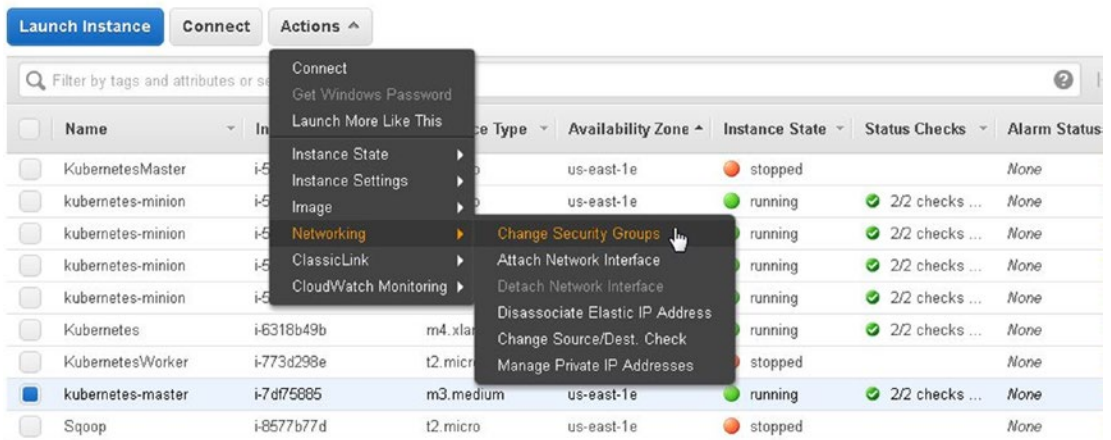 Launch Instance Connect Actions
Filter by tags and attributes or se
Connect
Get Windows Password
Launch More Like This
Instance State
Instance Settings
Image
Networking
ClassicLink
CloudWatch Monitoring
Change Security Groups
Attach Network Interface
Detach Network Interface
Disassociate Elastic IP Address
Change Source/Dest. Check
Manage Private IP Addresses
Name In ce Type Availability Zone Instance State Status Checks Alarm Status
KubernetesMaster i-5 us-east-1e stopped None
kubernetes-minion i-5 us-east-1e running 2/2 checks ... None
kubernetes-minion i-5 running 2/2 checks ... None
kubernetes-minion i-5 running 2/2 checks ... None
kubernetes-minion i-5 running 2/2 checks ... None
Kubernetes i-6318b49b m4.xlar running 2/2 checks ... None
KubernetesWorker i-773d298e t2.micr stopped None
kubernetes-master i-7df75885 m3.medium us-east-1e running 2/2 checks ... None
Sqoop i-8577b77d t2.micro us-east-1e stopped None